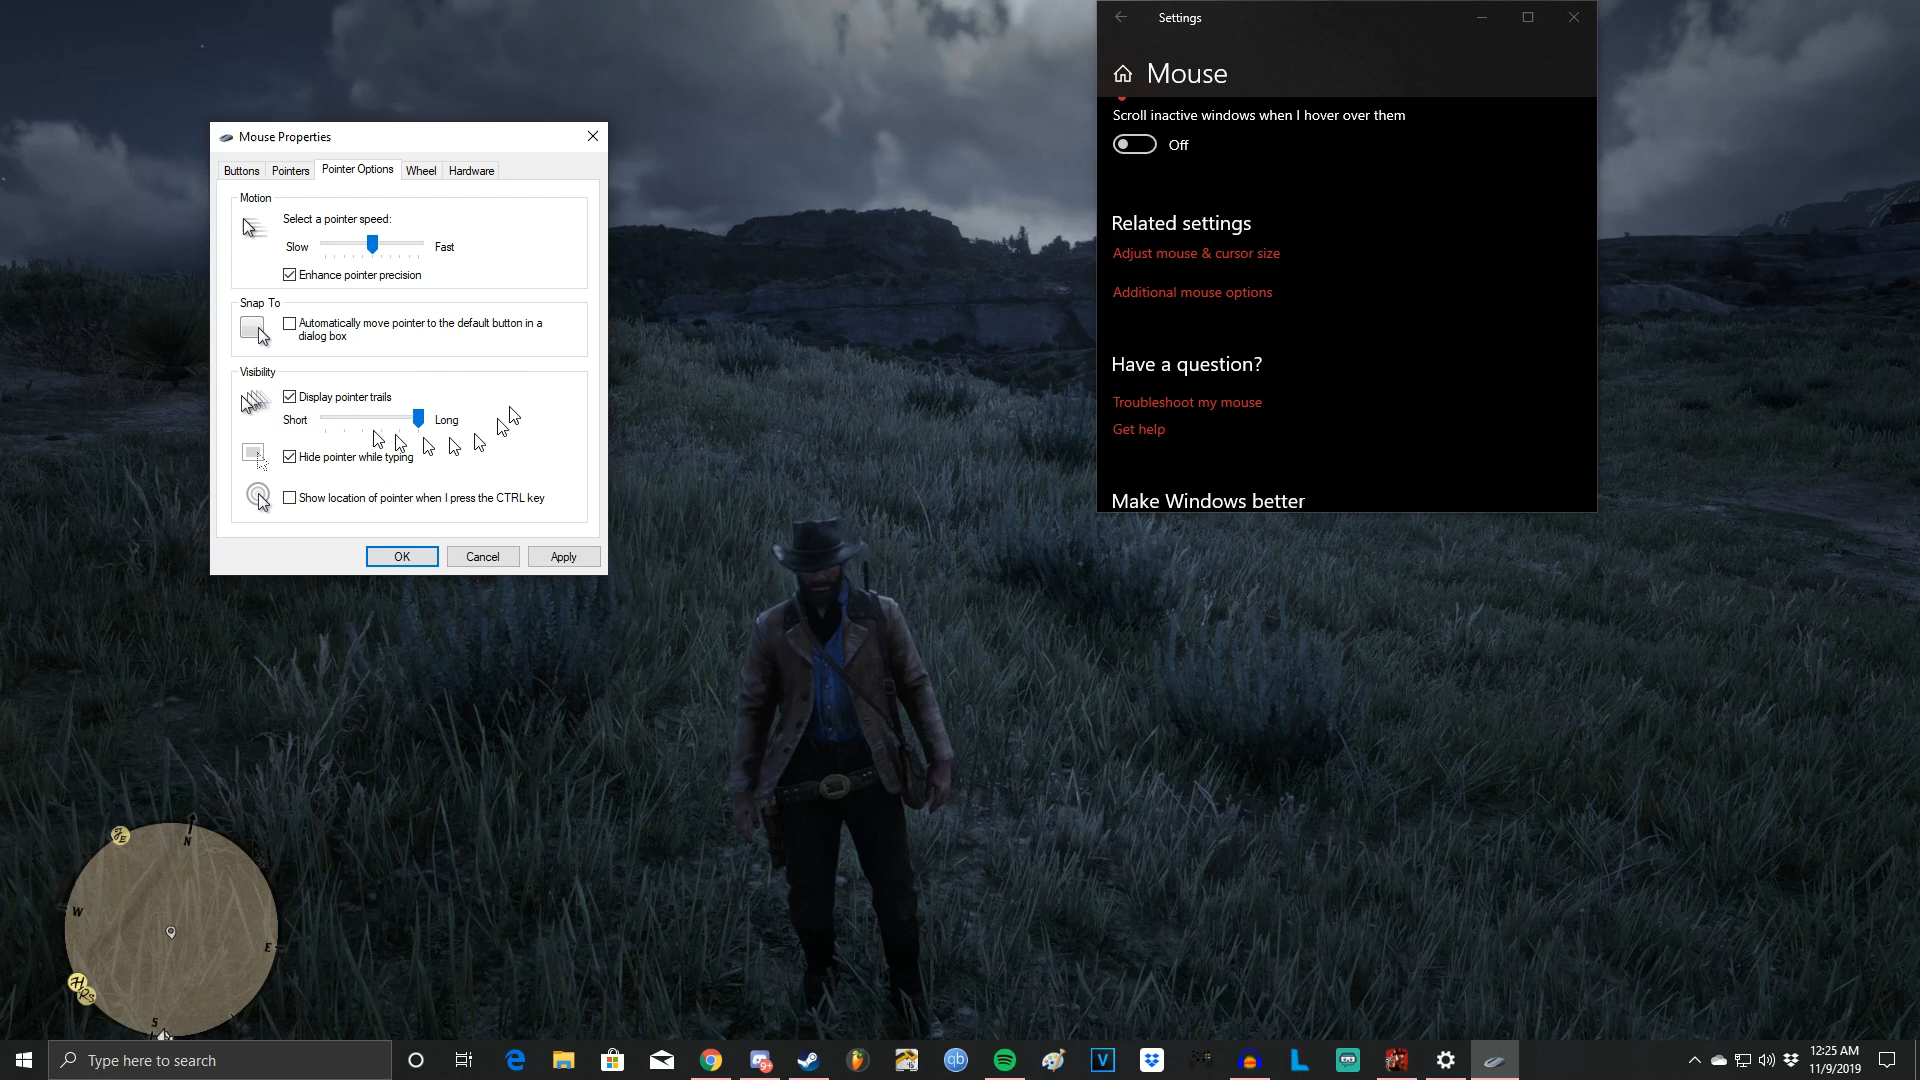 Settings
Mouse
Scroll inactive windows when I hover over them
Off
Related settings
Adjust mouse & cursor size
Additional mouse options
Have a question?
Troubleshoot my mouse
Get help
Make Windows better
Mouse Properties
Buttons Pointers Pointer Options Wheel Hardware
Motion
Select a pointer speed:
Slow Fast
Enhance pointer precision
Snap To
Automatically move pointer to the default button in a
dialog box
Visibility
Display pointer trails
Short Long
Hide pointer while typing
Show location of pointer when I press the CTRL key
OK Cancel Apply
N
W
E
S
Type here to search
9+
qb
V
L
12:25 AM
11/9/2019